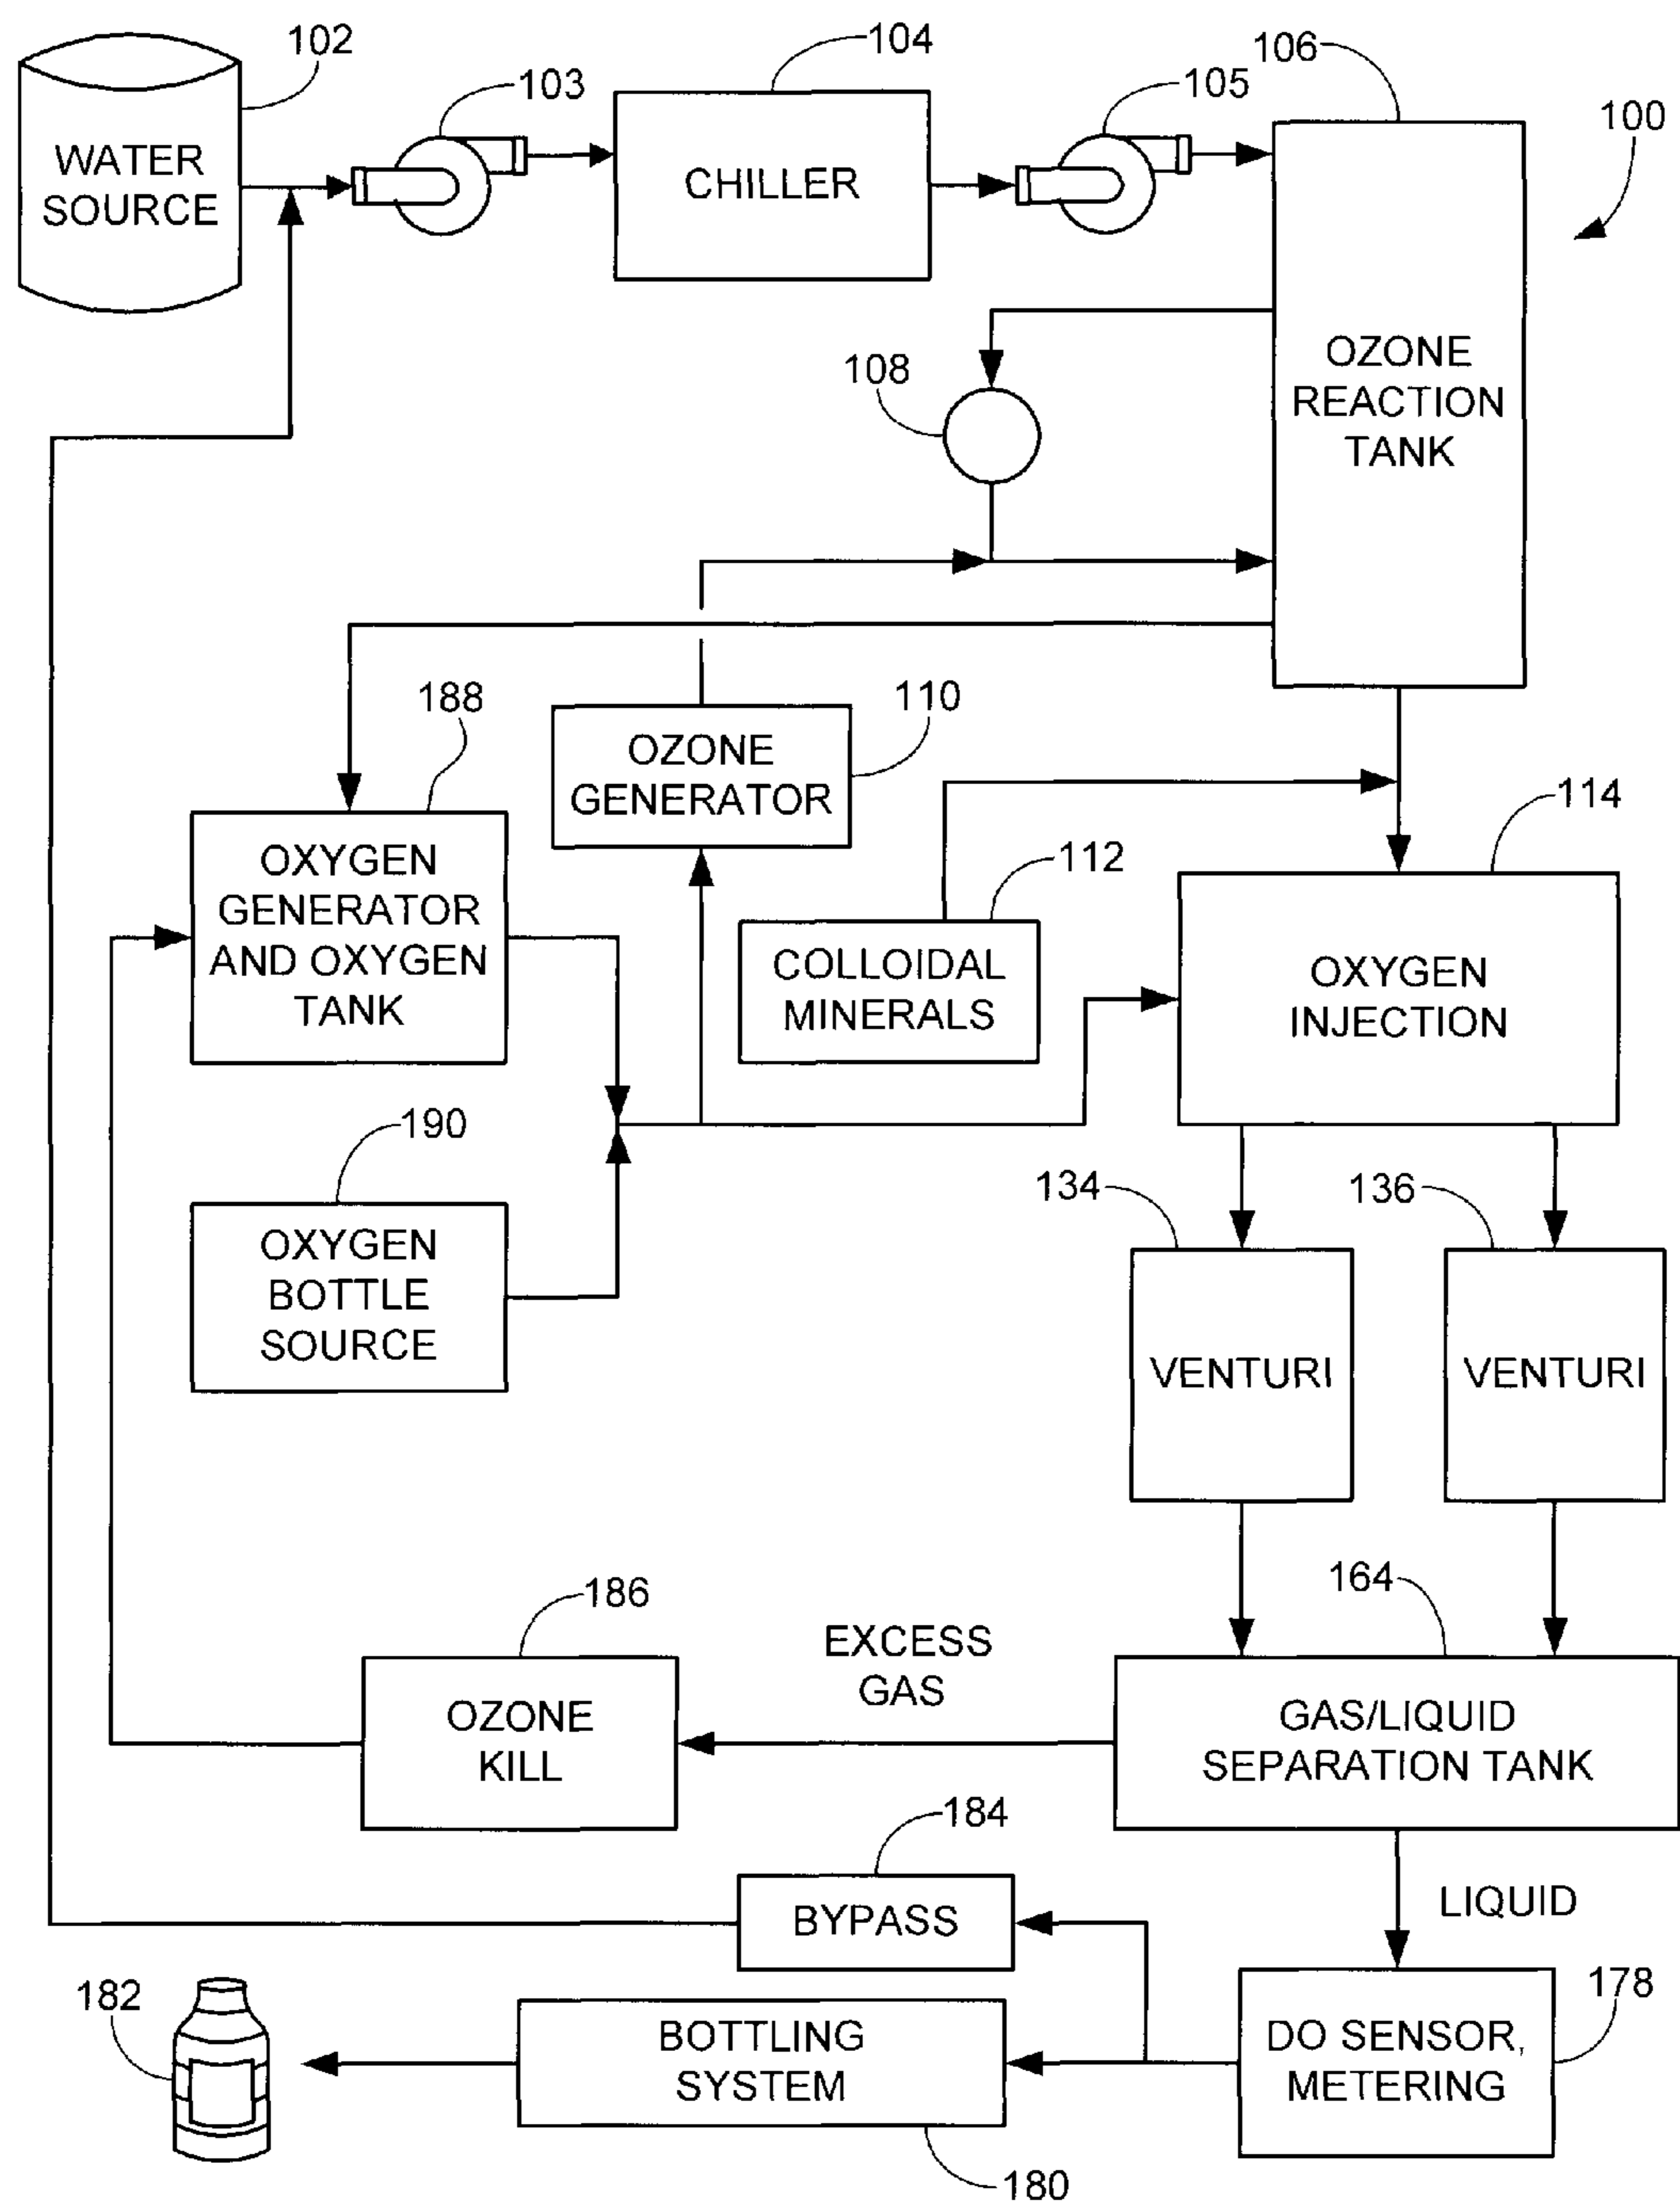 102
103
104
105
106
100
WATER
SOURCE
CHILLER
OZONE
REACTION
TANK
108
188
110
OZONE
GENERATOR
114
112
OXYGEN
GENERATOR
AND OXYGEN
TANK
COLLOIDAL
MINERALS
OXYGEN
INJECTION
190
134
136
OXYGEN
BOTTLE
SOURCE
VENTURI
VENTURI
186
EXCESS
GAS
164
OZONE
KILL
GAS/LIQUID
SEPARATION TANK
184
BYPASS
LIQUID
182
178
BOTTLING
SYSTEM
DO SENSOR,
METERING
180